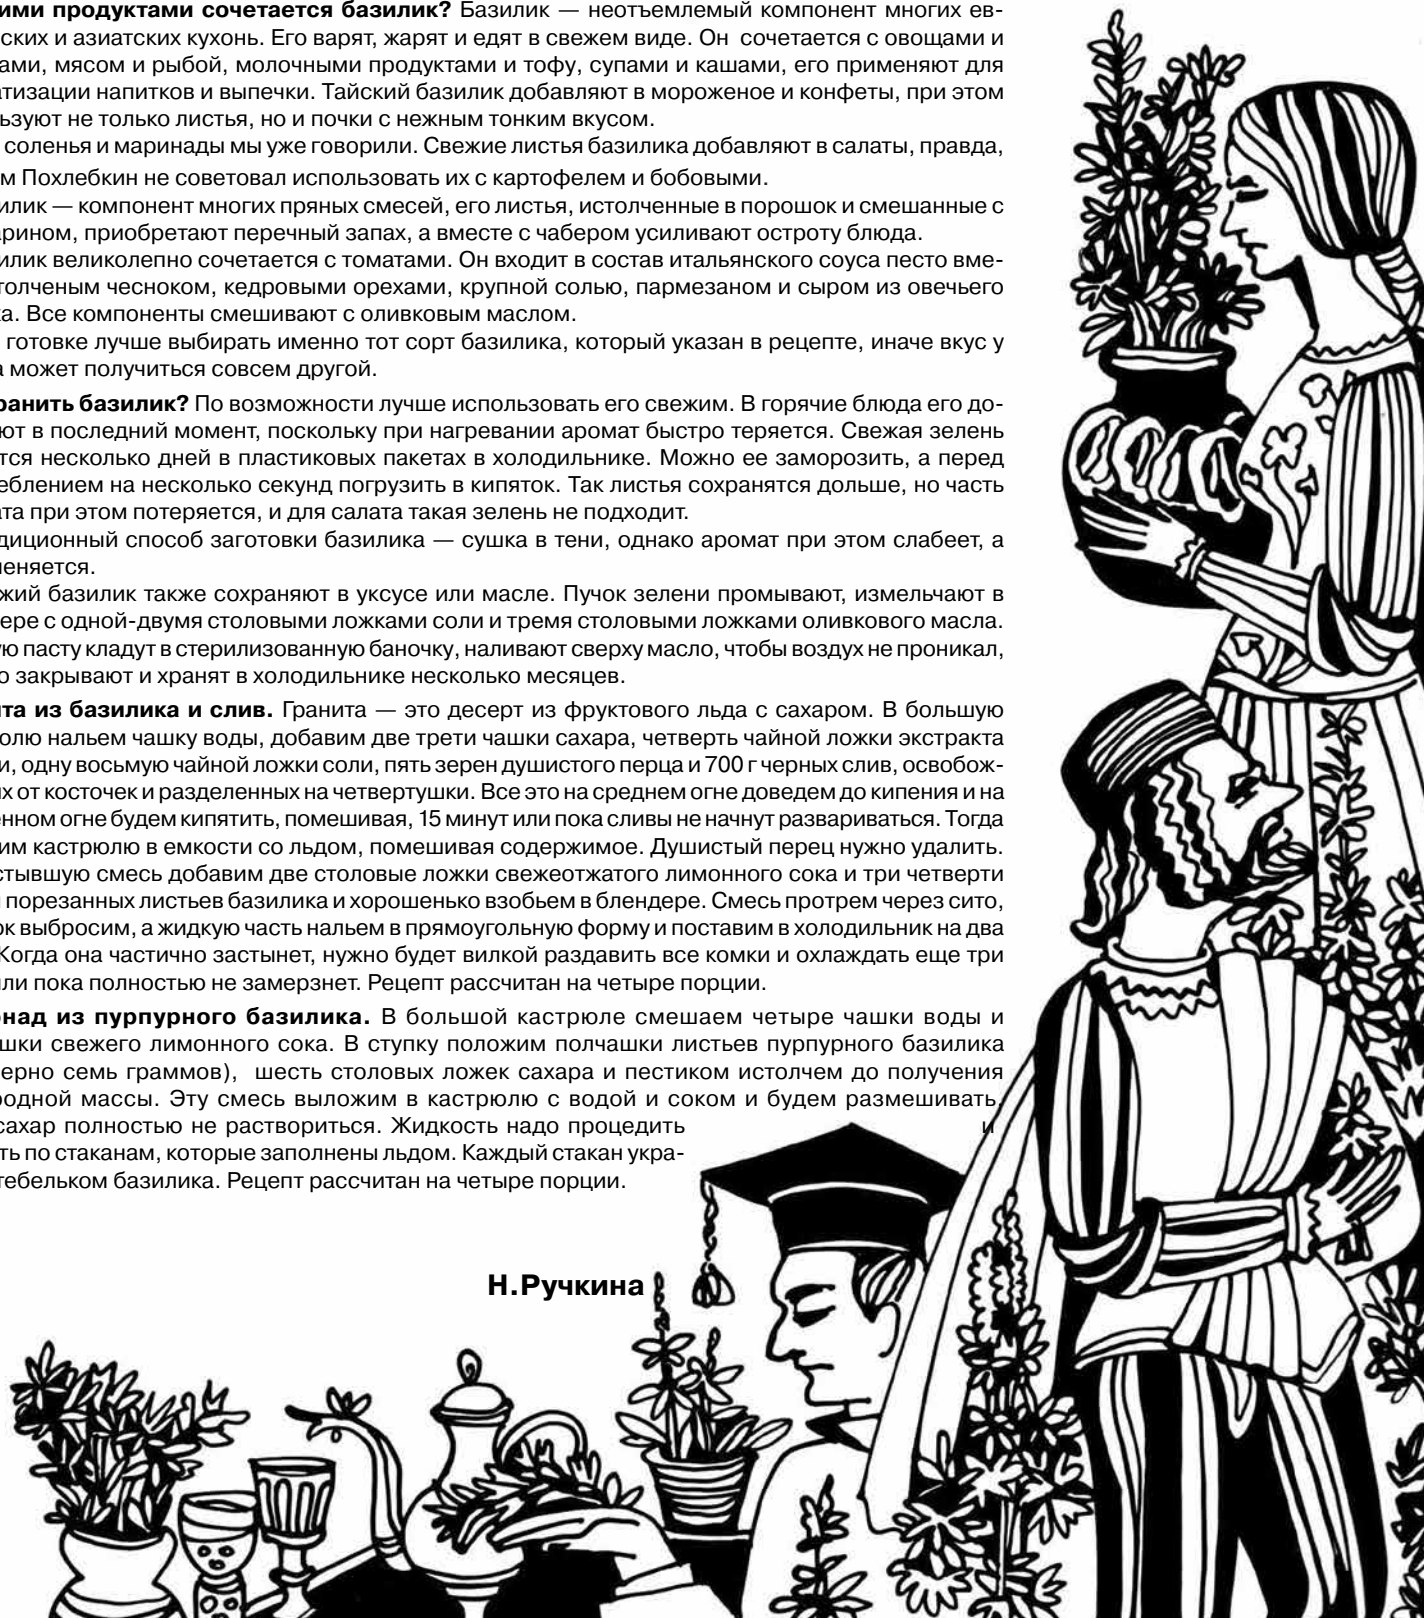 ими продуктами сочетается базилик? Базилик — неотъемлемый компонент многих ев-
ских и азиатских кухонь. Его варят, жарят и едят в свежем виде. Он сочетается с овощами и
ами, мясом и рыбой, молочными продуктами и тофу, супами и кашами, его применяют для
тизации напитков и выпечки. Тайский базилик добавляют в мороженое и конфеты, при этом
ьзуют не только листья, но и почки с нежным тонким вкусом.
соленья и маринады мы уже говорили. Свежие листья базилика добавляют в салаты, правда,
м Похлебкин не советовал использовать их с картофелем и бобовыми.
илик — компонент многих пряных смесей, его листья, истолченные в порошок и смешанные с
арином, приобретают перечный запах, а вместе с чабером усиливают остроту блюда.
илик великолепно сочетается с томатами. Он входит в состав итальянского соуса песто вме-
толченым чесноком, кедровыми орехами, крупной солью, пармезаном и сыром из овечьего
ка. Все компоненты смешивают с оливковым маслом.
готовке лучше выбирать именно тот сорт базилика, который указан в рецепте, иначе вкус у
а может получиться совсем другой.
ранить базилик? По возможности лучше использовать его свежим. В горячие блюда его до-
ют в последний момент, поскольку при нагревании аромат быстро теряется. Свежая зелень
тся несколько дней в пластиковых пакетах в холодильнике. Можно ее заморозить, а перед
еблением на несколько секунд погрузить в кипяток. Так листья сохранятся дольше, но часть
ата при этом потеряется, и для салата такая зелень не подходит.
диционный способ заготовки базилика — сушка в тени, однако аромат при этом слабеет, а
еняется.
жий базилик также сохраняют в уксусе или масле. Пучок зелени промывают, измельчают в
ере с одной-двумя столовыми ложками соли и тремя столовыми ложками оливкового масла.
ую пасту кладут в стерилизованную баночку, наливают сверху масло, чтобы воздух не проникал,
о закрывают и хранят в холодильнике несколько месяцев.
та из базилика и слив. Гранита — это десерт из фруктового льда с сахаром. В большую
олю нальем чашку воды, добавим две трети чашки сахара, четверть чайной ложки экстракта
и, одну восьмую чайной ложки соли, пять зерен душистого перца и 700 г черных слив, освобож-
х от косточек и разделенных на четвертушки. Все это на среднем огне доведем до кипения и на
енном огне будем кипятить, помешивая, 15 минут или пока сливы не начнут развариваться. Тогда
им кастрюлю в емкости со льдом, помешивая содержимое. Душистый перец нужно удалить.
стывшую смесь добавим две столовые ложки свежеотжатого лимонного сока и три четверти
порезанных листьев базилика и хорошенько взобьем в блендере. Смесь протрем через сито,
ок выбросим, а жидкую часть нальем в прямоугольную форму и поставим в холодильник на два
Когда она частично застынет, нужно будет вилкой раздавить все комки и охлаждать еще три
ли пока полностью не замерзнет. Рецепт рассчитан на четыре порции.
над из пурпурного базилика. В большой кастрюле смешаем четыре чашки воды и
шки свежего лимонного сока. В ступку положим полчашки листьев пурпурного базилика
ерно семь граммов), шесть столовых ложек сахара и пестиком истолчем до получения
родной массы. Эту смесь выложим в кастрюлю с водой и соком и будем размешивать,
сахар полностью не раствориться. Жидкость надо процедить и
ть по стаканам, которые заполнены льдом. Каждый стакан укра-
тебельком базилика. Рецепт рассчитан на четыре порции.
Н.Ручкина